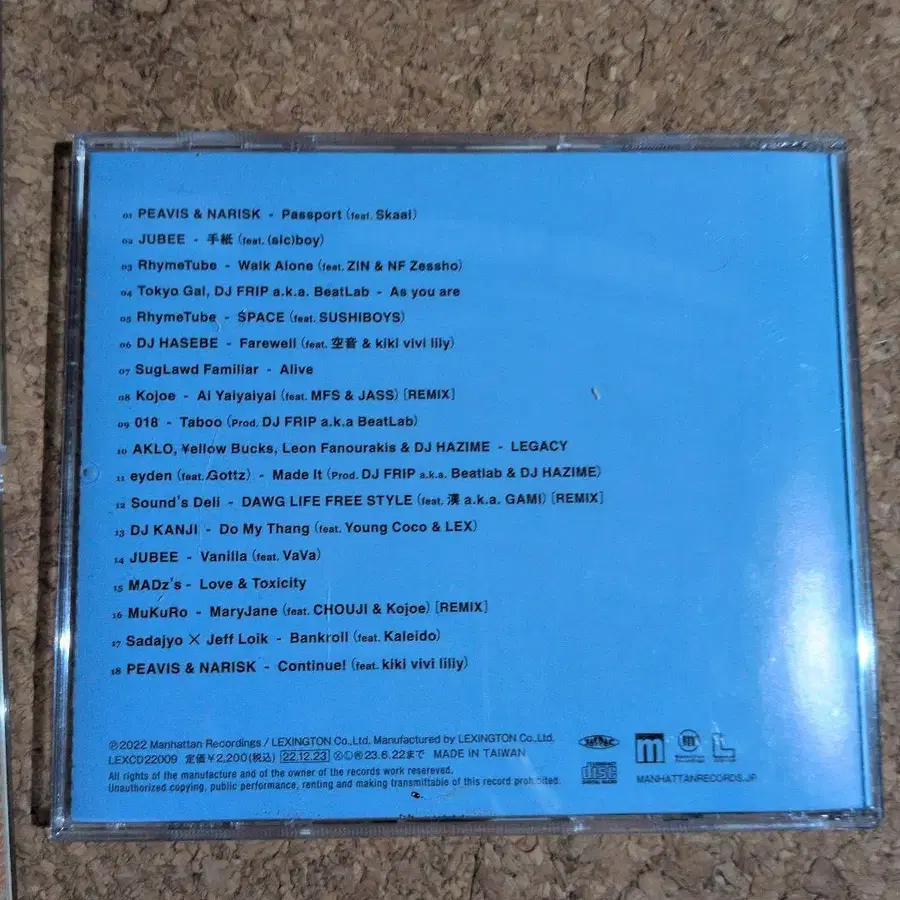 01 PEAVIS & NARISK - Passport (feat. Skaai)
02 JUBEE - 手紙 (feat. (sic)boy)
03 RhymeTube - Walk Alone (feat. ZIN & NF Zessho)
04 Tokyo Gal, DJ FRIP a.k.a. BeatLab - As you are
05 RhymeTube - SPACE (feat. SUSHIBOYS)
06 DJ HASEBE - Farewell (feat. 空音 & kiki vivi lily)
07 SugLawd Familiar - Alive
08 Kojoe - Ai Yaiyaiyai (feat. MFS & JASS) [REMIX]
09 018 - Taboo (Prod. DJ FRIP a.k.a BeatLab)
10 AKLO, ¥ellow Bucks, Leon Fanourakis & DJ HAZIME - LEGACY
11 eyden (feat. Gottz) - Made It (Prod. DJ FRIP a.k.a. Beatlab & DJ HAZIME)
12 Sound's Deli - DAWG LIFE FREE STYLE (feat. 漢 a.k.a. GAMI) [REMIX]
13 DJ KANJI - Do My Thang (feat. Young Coco & LEX)
14 JUBEE - Vanilla (feat. VaVa)
15 MADz's - Love & Toxicity
16 MuKuRo - MaryJane (feat. CHOUJI & Kojoe) [REMIX]
17 Sadajyo × Jeff Loik - Bankroll (feat. Kaleido)
18 PEAVIS & NARISK - Continue! (feat. kiki vivi liliy)
℗2022 Manhattan Recordings / LEXINGTON Co.,Ltd. Manufactured by LEXINGTON Co.,Ltd.
LEXCD22009 定価¥2,200(税込) 22.12.23 Ⓧ Ⓛ ㊕ 23.6.22まで MADE IN TAIWAN
All rights of the manufacture and of the owner of the records work resereved.
Unauthorized copying, public performance, renting and making transmittable of this record prohibited.
COMPACT disc DIGITAL AUDIO
MANHATTANRECORDS.JP